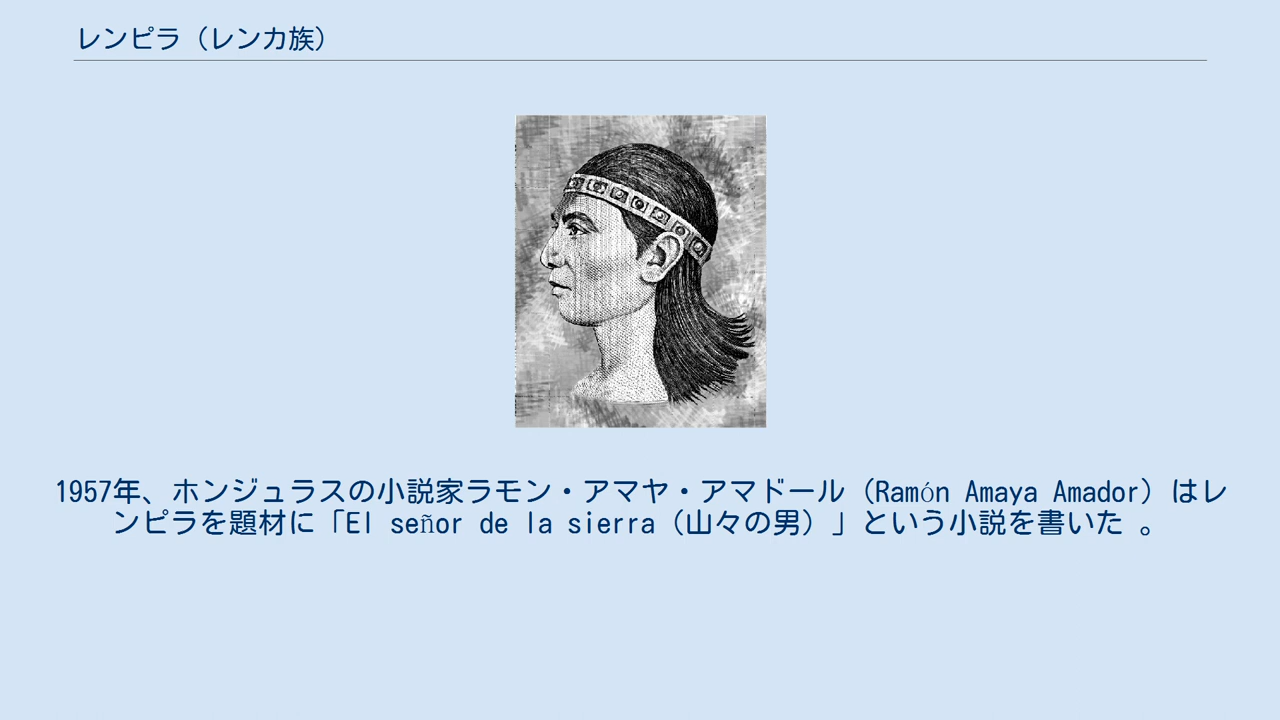 レンピラ（レンカ族）
1957年、ホンジュラスの小説家ラモン・アマヤ・アマドール（Ramón Amaya Amador）はレ
ンピラを題材に「El señor de la sierra（山々の男）」という小説を書いた 。